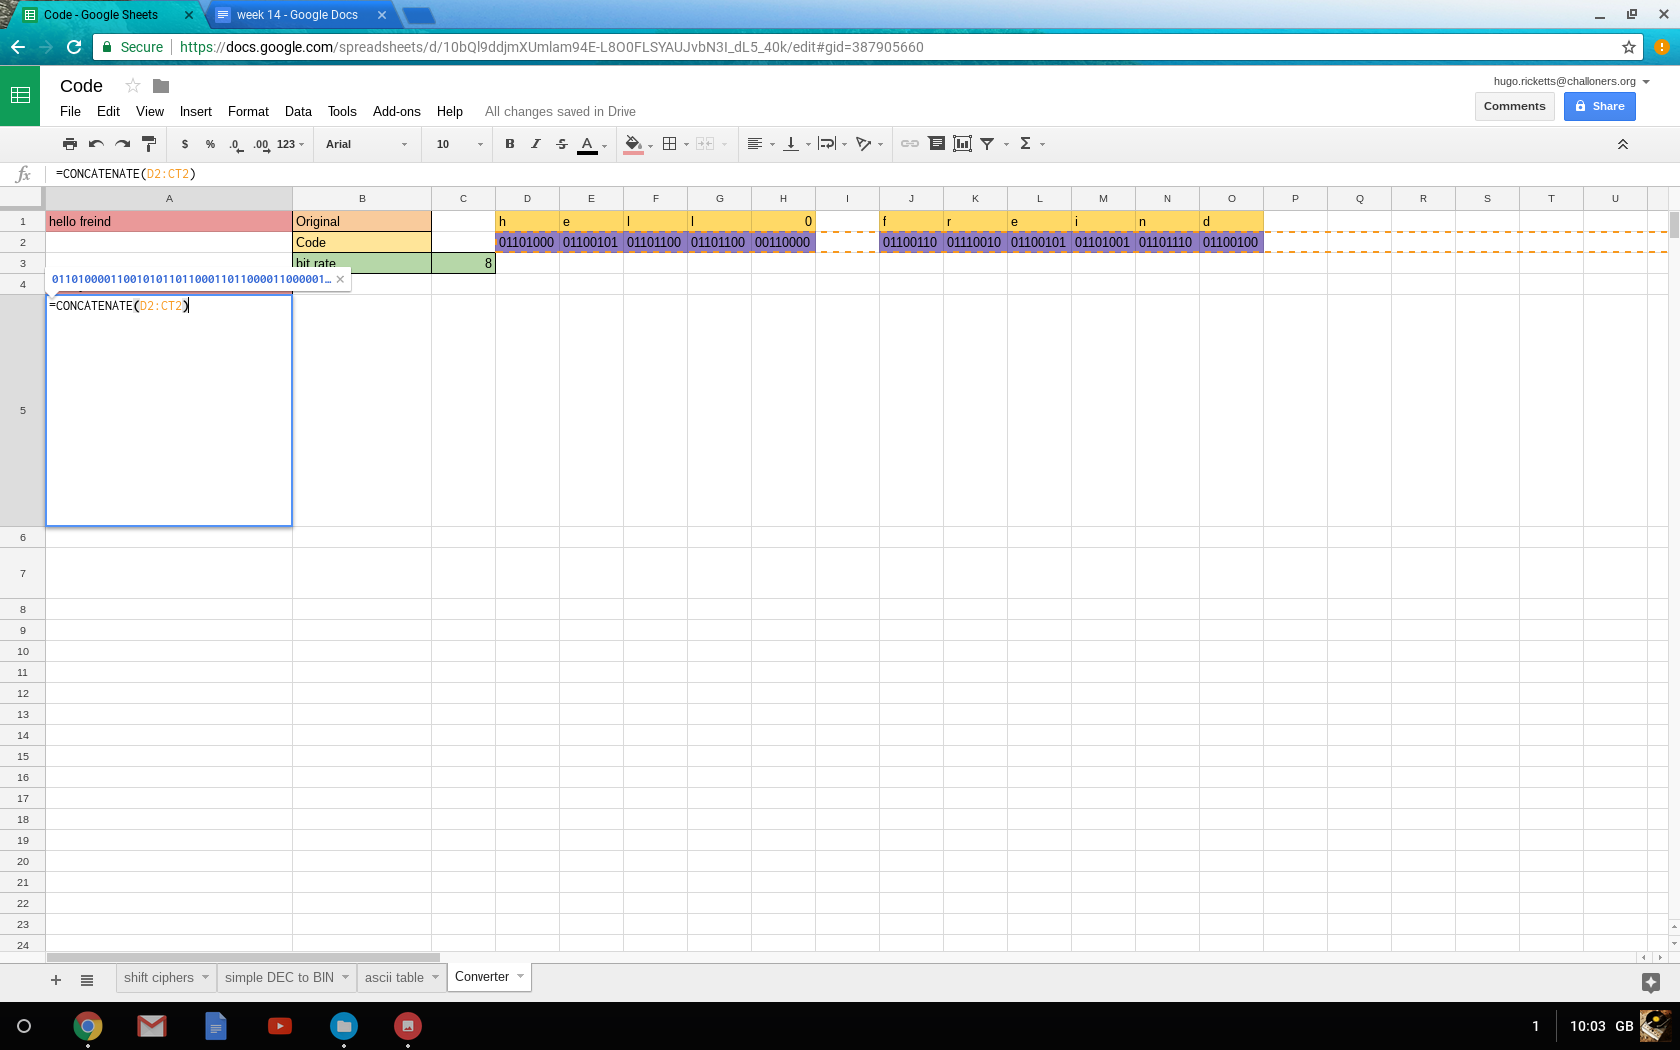 Code - Google Sheets
week 14 - Google Docs
Secure https://docs.google.com/spreadsheets/d/10bQl9ddjmXUmlam94E-L8O0FLSYAUJvbN3I_dL5_40k/edit#gid=387905660
Code
hugo.ricketts@challoners.org
File Edit View Insert Format Data Tools Add-ons Help All changes saved in Drive
Comments Share
$ % .0 .00 123 Arial 10 B I S A Σ
fx =CONCATENATE(D2:CT2)
A B C D E F G H I J K L M N O P Q R S T U
1 hello freind Original h e l l 0 f r e i n d
2 Code 01101000 01100101 01101100 01101100 00110000 01100110 01110010 01100101 01101001 01101110 01100100
3 bit rate 8
4
011010000110010101101100011011000011000001…
5 =CONCATENATE(D2:CT2)
6
7
8
9
10
11
12
13
14
15
16
17
18
19
20
21
22
23
24
shift ciphers simple DEC to BIN ascii table Converter
1 10:03 GB